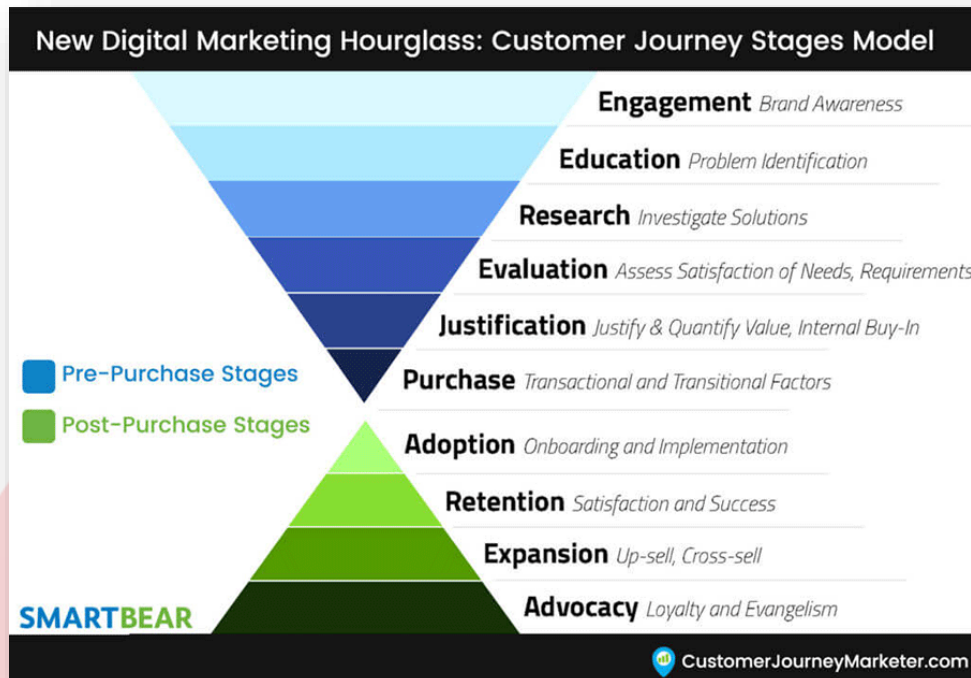 New Digital Marketing Hourglass: Customer Journey Stages Model
Engagement Brand Awareness
Education Problem Identification
Research Investigate Solutions
Evaluation Assess Satisfaction of Needs, Requirements
Justification Justify & Quantify Value, Internal Buy-In
Pre-Purchase Stages
Purchase Transactional and Transitional Factors
Post-Purchase Stages
Adoption Onboarding and Implementation
Retention Satisfaction and Success
Expansion Up-sell, Cross-sell
Advocacy Loyalty and Evangelism
SMARTBEAR
CustomerJourneyMarketer.com